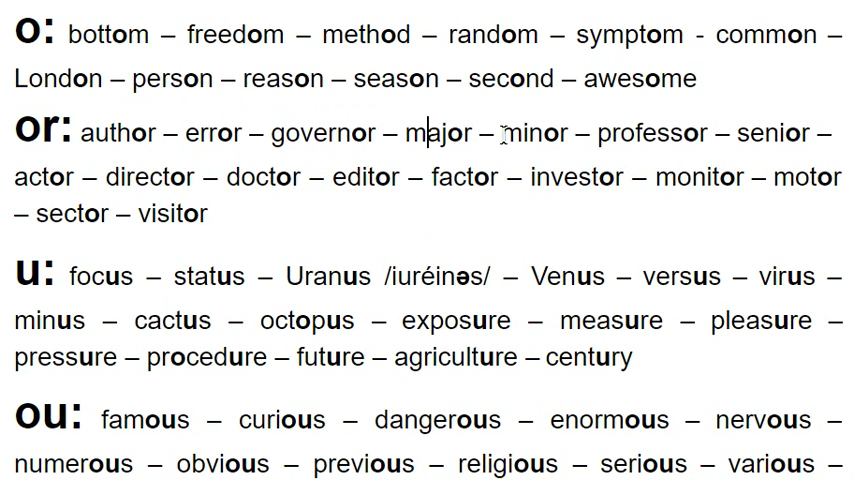 o: bottom – freedom – method – random – symptom - common –
London – person – reason – season – second – awesome
or: author – error – governor – major – minor – professor – senior –
actor – director – doctor – editor – factor – investor – monitor – motor
– sector – visitor
u: focus – status – Uranus /iuréinəs/ – Venus – versus – virus –
minus – cactus – octopus – exposure – measure – pleasure –
pressure – procedure – future – agriculture – century
ou: famous – curious – dangerous – enormous – nervous –
numerous – obvious – previous – religious – serious – various –